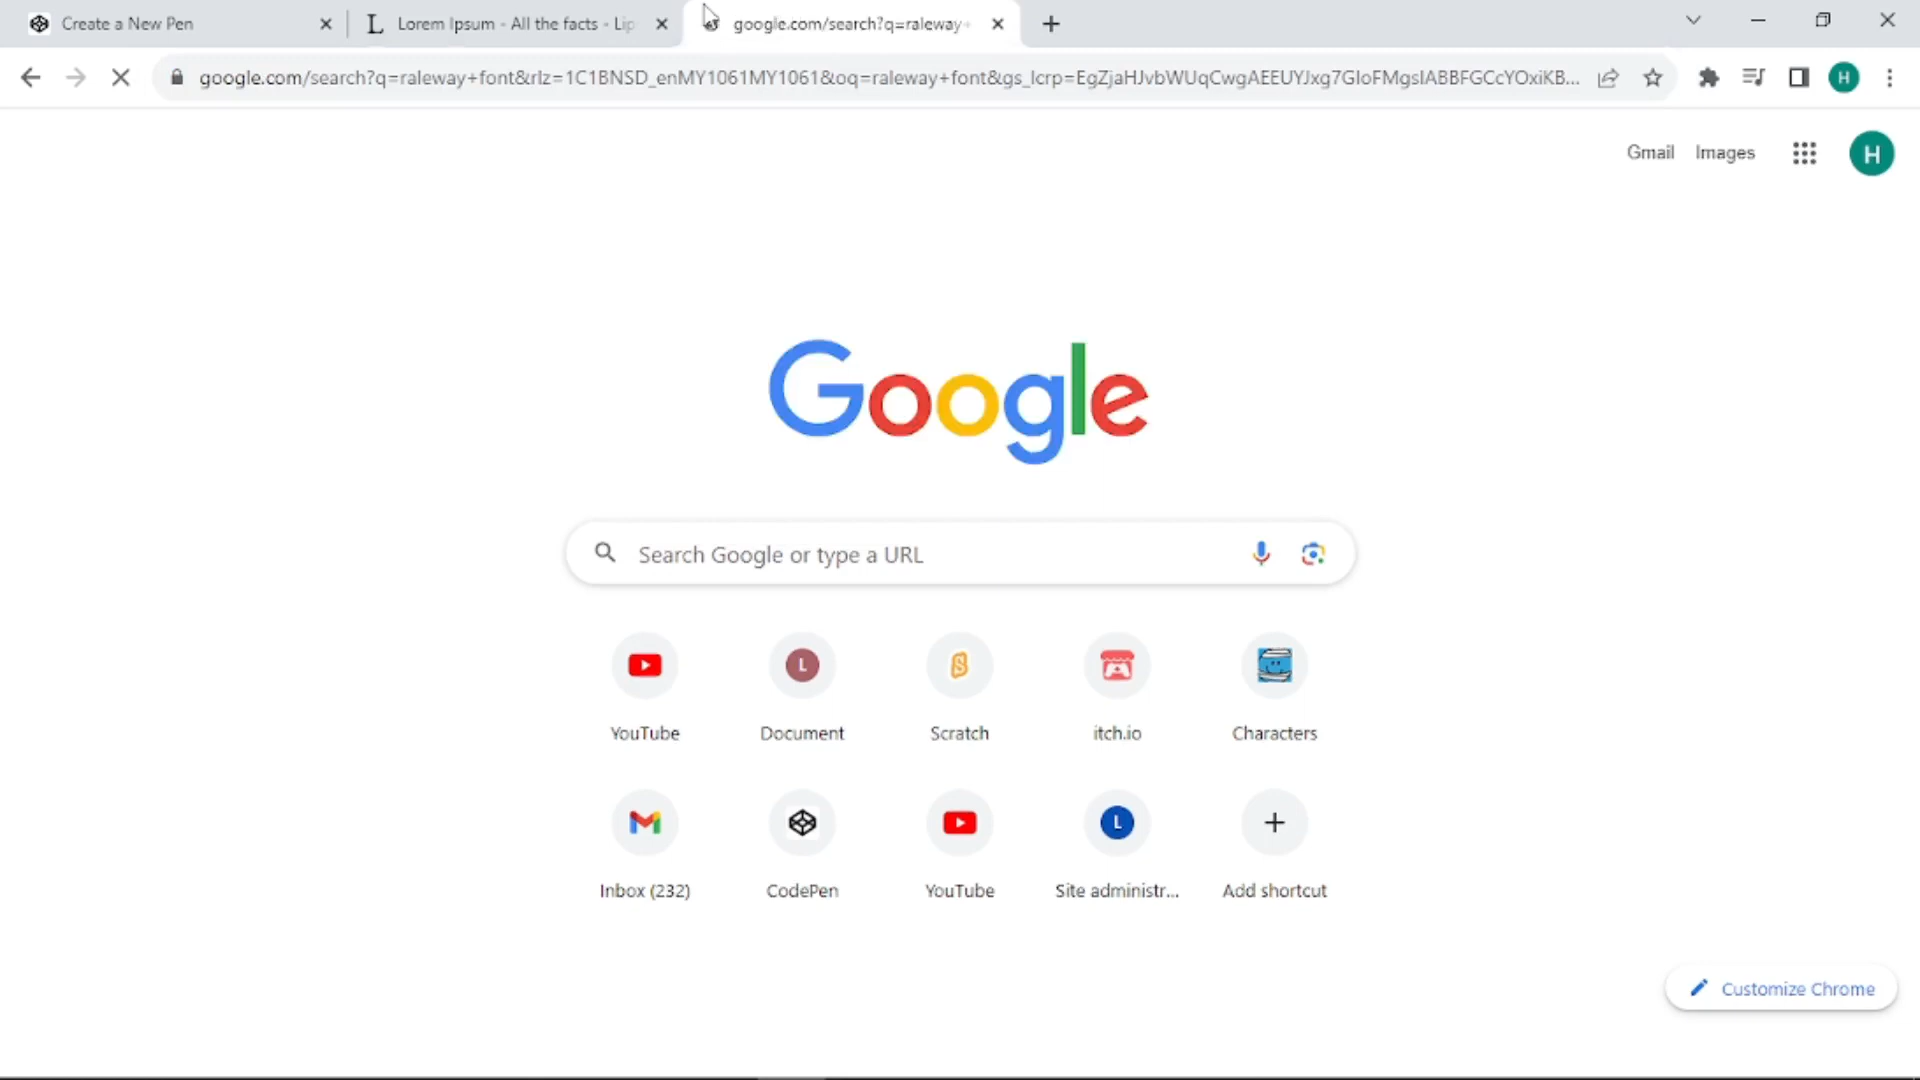 Create a New Pen
Lorem Ipsum - All the facts - Lip
google.com/search?q=raleway+
google.com/search?q=raleway+font&rlz=1C1BNSD_enMY1061MY1061&oq=raleway+font&gs_lcrp=EgZjaHJvbWUqCwgAEEUYJxg7GIoFMgsIABBFGCcYOxiKB...
H
Gmail
Images
H
Google
Search Google or type a URL
YouTube
L
Document
Scratch
itch.io
Characters
Inbox (232)
CodePen
YouTube
L
Site administr...
Add shortcut
Customize Chrome